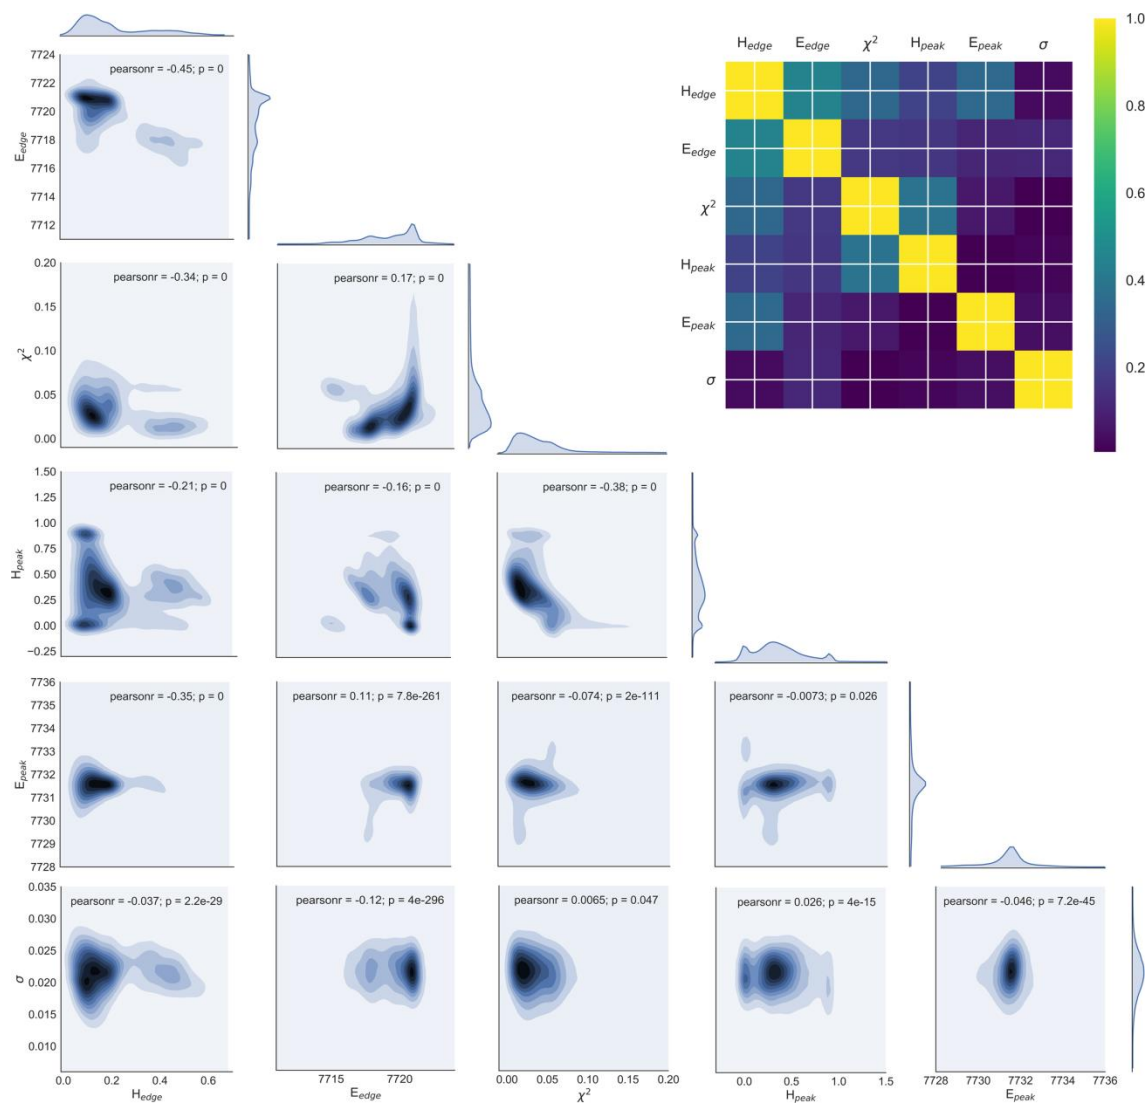 1.0
H_edge E_edge χ² H_peak E_peak σ
7724
pearsonr = -0.45; p = 0
7722
H_edge
0.8
7720
E_edge
E_edge
7718
7716
χ²
0.6
7714
7712
H_peak
0.4
0.20
pearsonr = -0.34; p = 0
0.17; p = 0
E_peak
0.15
χ²
0.10
0.2
σ
0.05
0.00
1.50
pearsonr = -0.21; p = 0
pearsonr = -0.16; p = 0
pearsonr = -0.38; p = 0
1.25
1.00
H_peak
0.75
0.50
0.25
0.00
−0.25
7736
pearsonr = -0.35; p = 0
pearsonr = 0.11; p = 7.8e-261
pearsonr = -0.074; p = 2e-111
pearsonr = -0.0073; p = 0.026
7735
7734
7733
E_peak
7732
7731
7730
7729
7728
0.035
pearsonr = -0.037; p = 2.2e-29
pearsonr = -0.12; p = 4e-296
pearsonr = 0.0065; p = 0.047
pearsonr = 0.026; p = 4e-15
pearsonr = -0.046; p = 7.2e-45
0.030
0.025
σ
0.020
0.015
0.010
0.0 0.2 0.4 0.6
7715 7720
0.00 0.05 0.10 0.15 0.20
0.0 0.5 1.0 1.5
7728 7730 7732 7734 7736
H_edge
E_edge
χ²
H_peak
E_peak